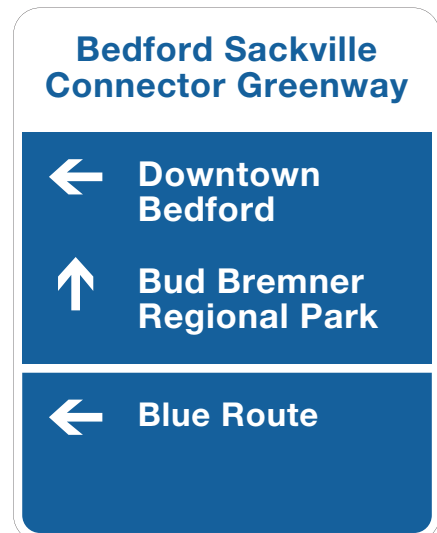 Bedford Sackville
Connector Greenway
Downtown
Bedford
Bud Bremner
Regional Park
Blue Route